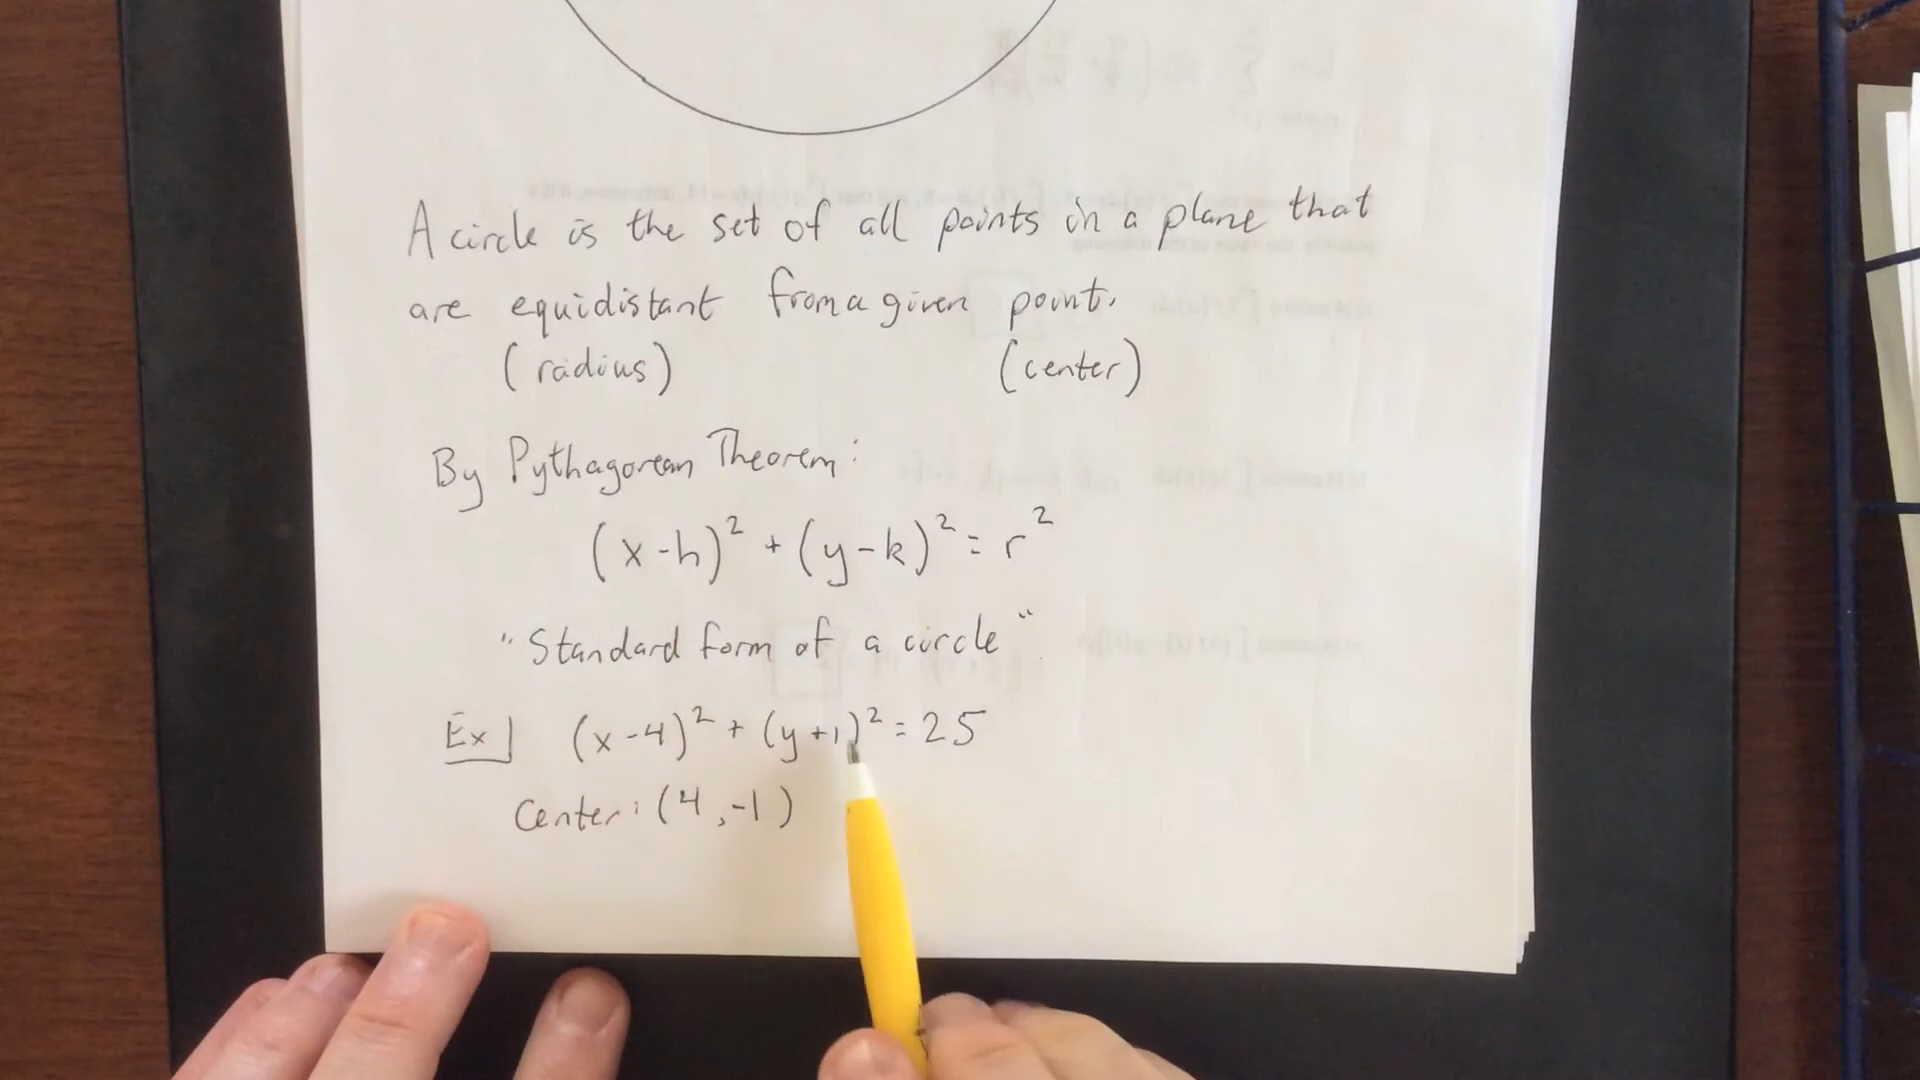 A circle is the set of all points in a plane that
are equidistant from a given point.
(radius) (center)
By Pythagorean Theorem:
(x-h)² + (y-k)² = r²
"Standard form of a circle"
Ex] (x-4)² + (y+1)² = 25
Center: (4,-1)